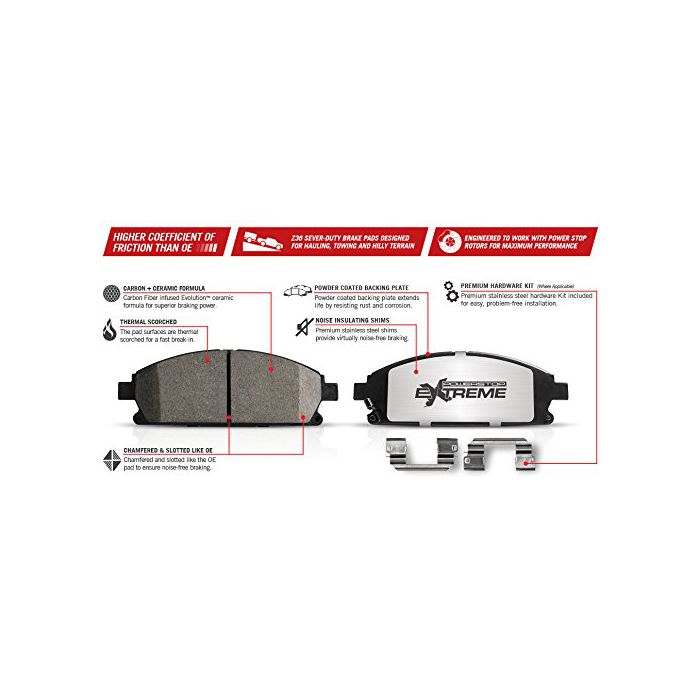 HIGHER COEFFICIENT OF
FRICTION THAN OE
Z36 SEVER-DUTY BRAKE PADS DESIGNED
FOR HAULING, TOWING AND HILLY TERRAIN
ENGINEERED TO WORK WITH POWER STOP
ROTORS FOR MAXIMUM PERFORMANCE
CARBON + CERAMIC FORMULA
Carbon Fiber infused Evolution™ ceramic
formula for superior braking power.
THERMAL SCORCHED
The pad surfaces are thermal
scorched for a fast break-in.
POWDER COATED BACKING PLATE
Powder coated backing plate extends
life by resisting rust and corrosion.
NOISE INSULATING SHIMS
Premium stainless steel shims
provide virtually noise-free braking.
PREMIUM HARDWARE KIT (Where Applicable)
Premium stainless steel hardware Kit included
for easy, problem-free installation.
POWERSTOP
EXTREME
CHAMFERED & SLOTTED LIKE OE
Chamfered and slotted like the OE
pad to ensure noise-free braking.